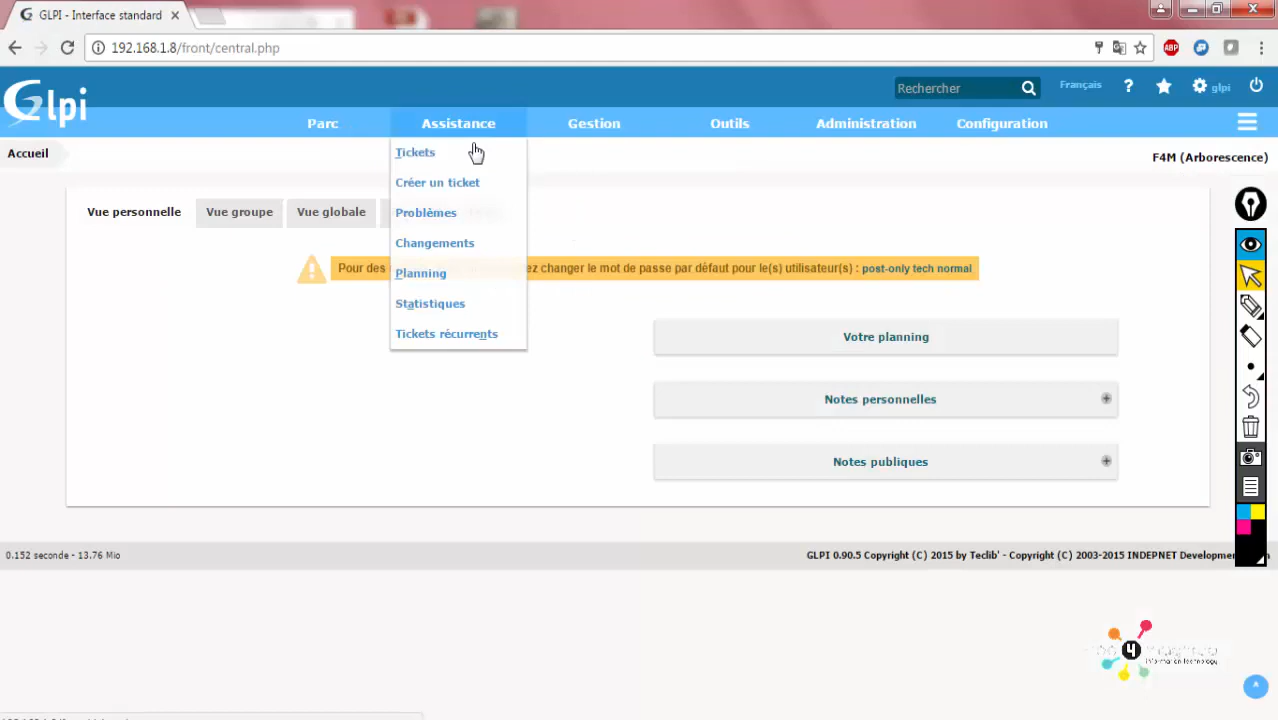 GLPI - Interface standard
192.168.1.8/front/central.php
ABP
Glpi
Rechercher
Français
?
glpi
Parc
Assistance
Gestion
Outils
Administration
Configuration
Accueil
F4M (Arborescence)
Tickets
Créer un ticket
Problèmes
Changements
Planning
Statistiques
Tickets récurrents
Vue personnelle
Vue groupe
Vue globale
Pour des
changer le mot de passe par défaut pour le(s) utilisateur(s) : post-only tech normal
Votre planning
Notes personnelles
Notes publiques
0.152 seconde - 13.76 Mio
GLPI 0.90.5 Copyright (C) 2015 by Teclib' - Copyright (C) 2003-2015 INDEPNET
4
information technology